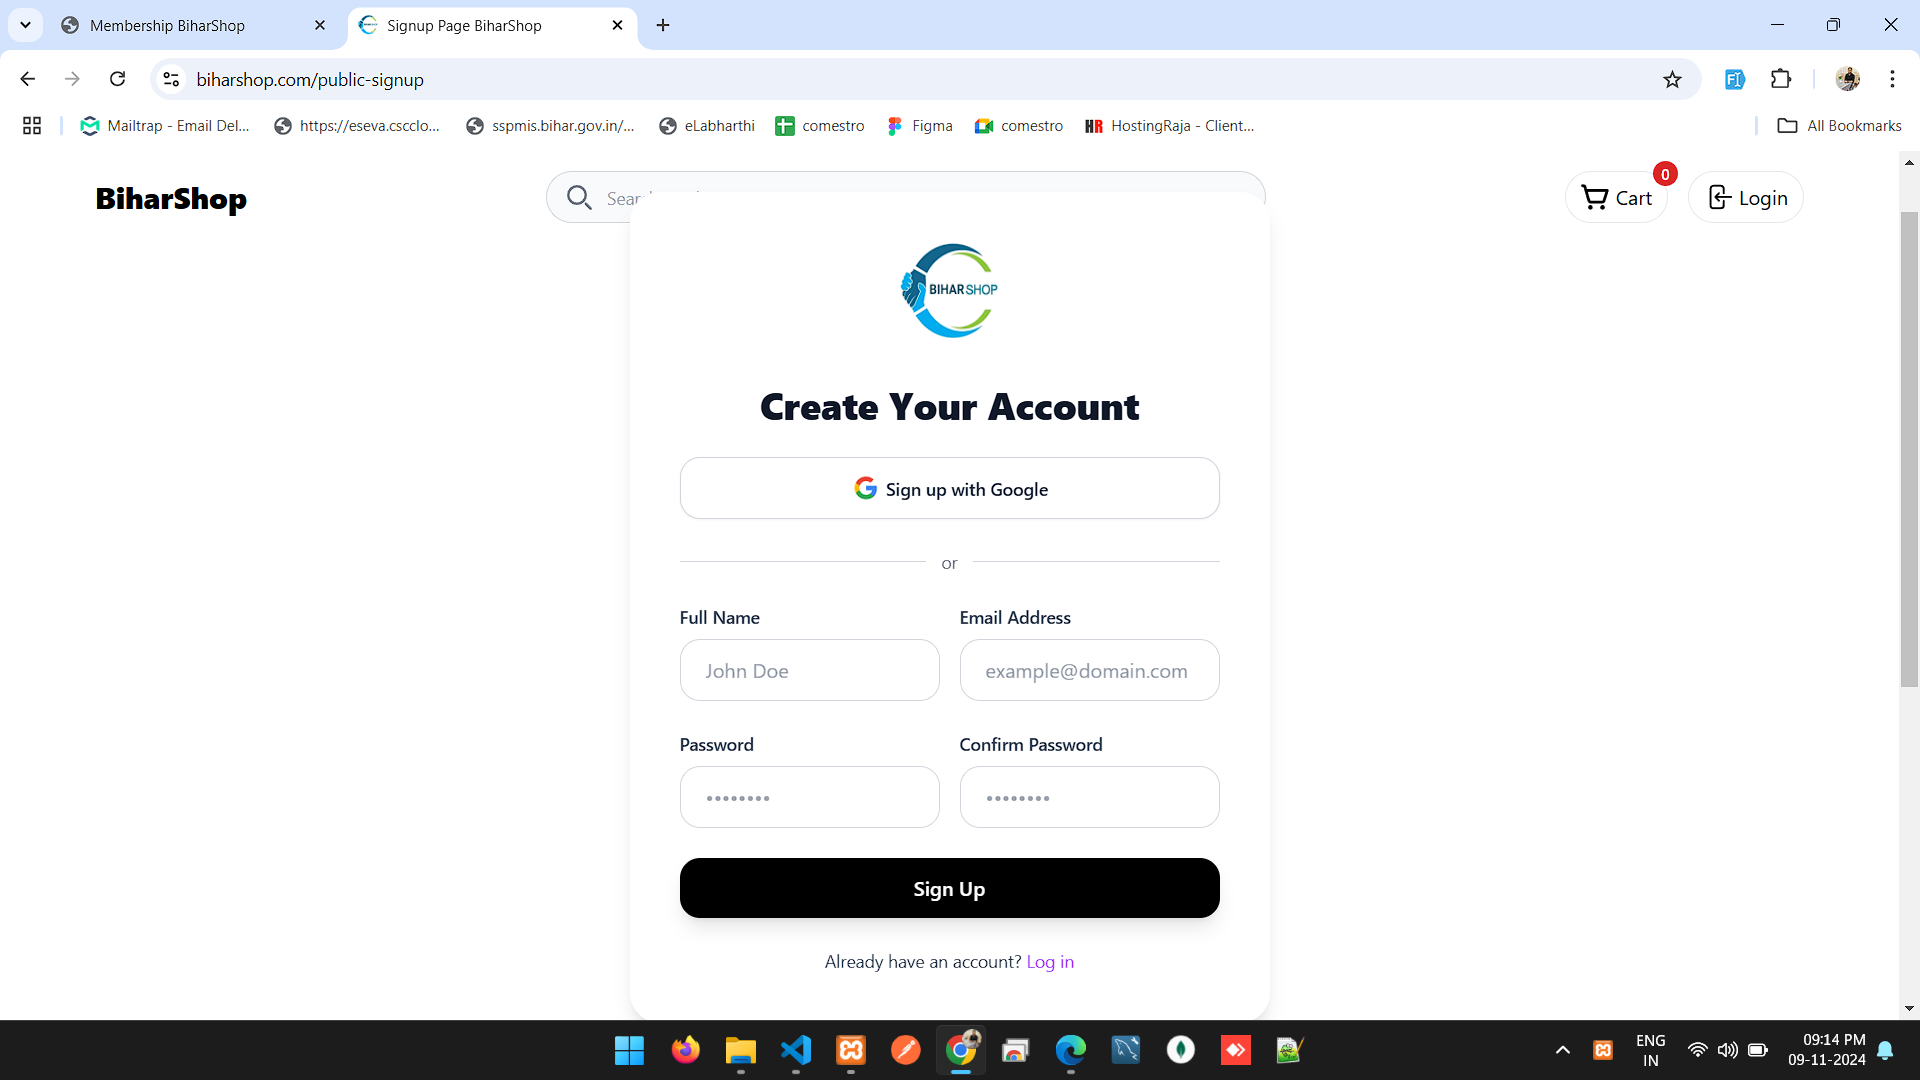 Membership BiharShop
Signup Page BiharShop
biharshop.com/public-signup
Mailtrap - Email Del...
https://eseva.cscclo...
sspmis.bihar.gov.in/...
eLabharthi
comestro
Figma
comestro
HR HostingRaja - Client...
All Bookmarks
BiharShop
0
Cart
Login
BIHAR SHOP
Create Your Account
Sign up with Google
or
Full Name
Email Address
John Doe
example@domain.com
Password
Confirm Password
Sign Up
Already have an account? Log in
ENG
IN
09:14 PM
09-11-2024